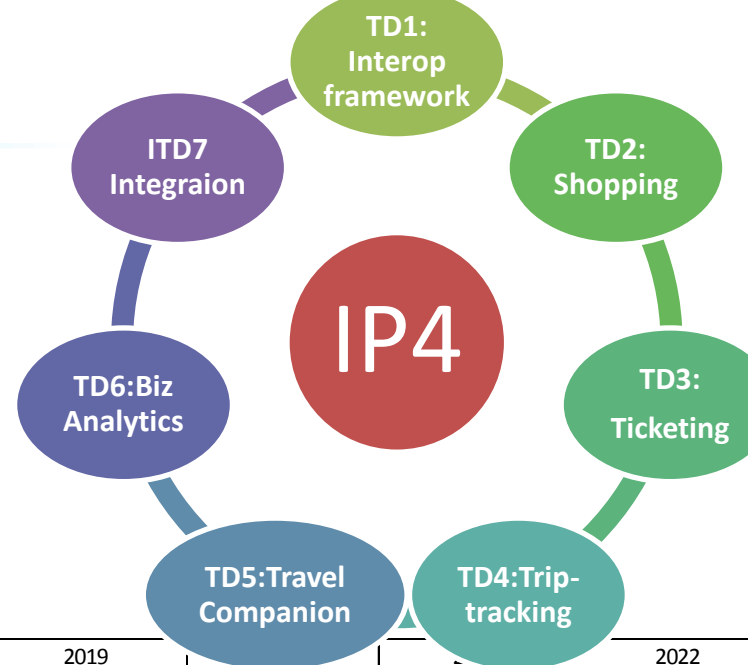 TD1:
Interop
framework
TD2:
Shopping
TD3:
Ticketing
TD4:Trip-
tracking
TD5:Travel
Companion
TD6:Biz
Analytics
ITD7
Integraion
IP4
2019
2022